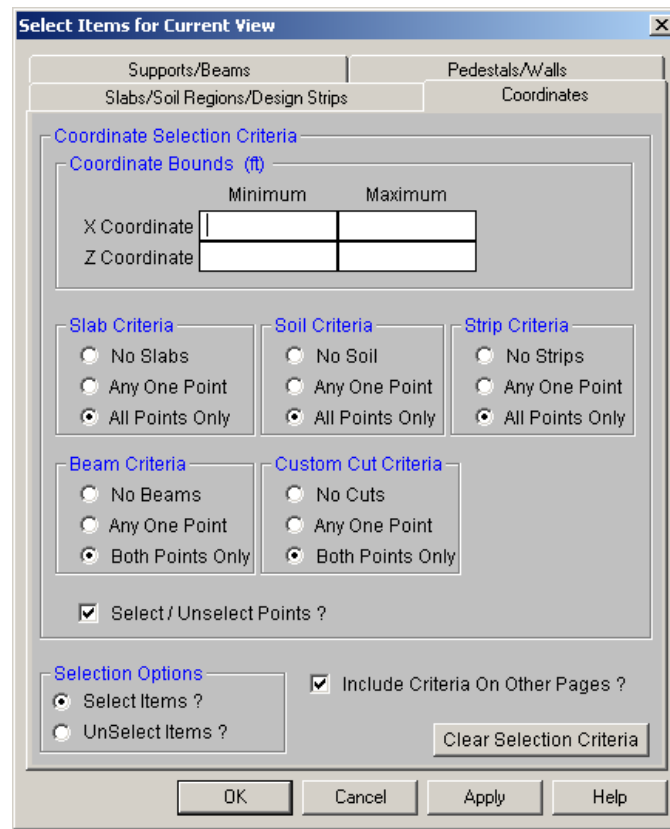 Select Items for Current View
Supports/Beams Pedestals/Walls
Slabs/Soil Regions/Design Strips Coordinates
Coordinate Selection Criteria
Coordinate Bounds (ft)
Minimum Maximum
X Coordinate
Z Coordinate
Slab Criteria Soil Criteria Strip Criteria
No Slabs No Soil No Strips
Any One Point Any One Point Any One Point
All Points Only All Points Only All Points Only
Beam Criteria Custom Cut Criteria
No Beams No Cuts
Any One Point Any One Point
Both Points Only Both Points Only
Select / Unselect Points ?
Selection Options
Select Items ? Include Criteria On Other Pages ?
UnSelect Items ? Clear Selection Criteria
OK Cancel Apply Help